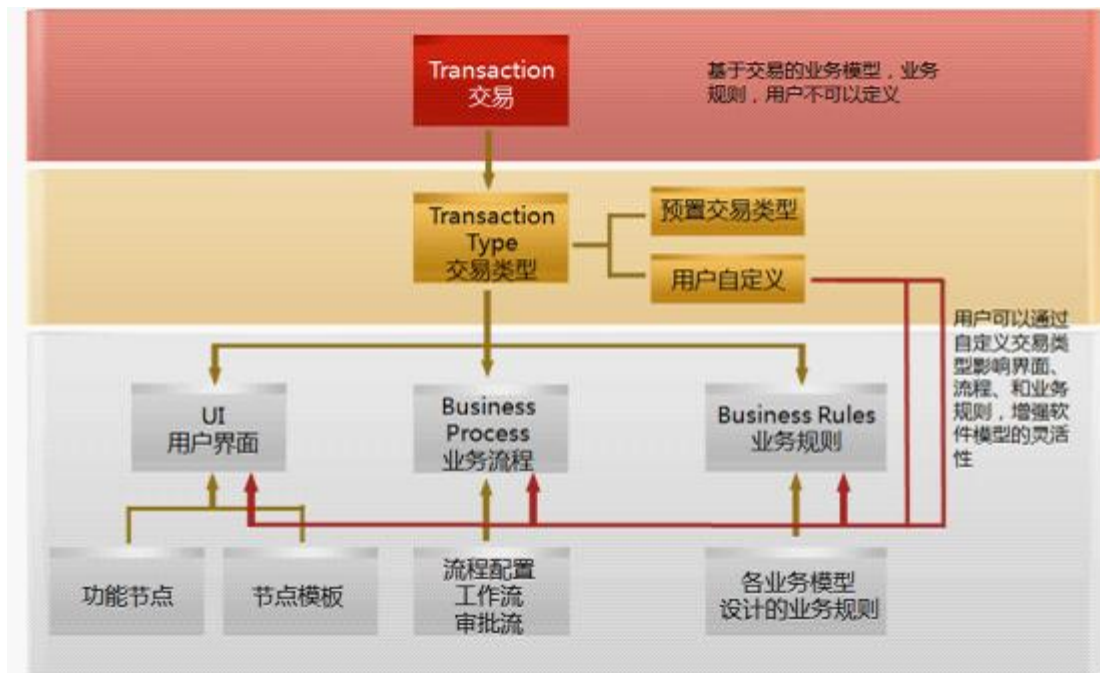 Transaction
交易
基于交易的业务模型，业务
规则，用户不可以定义
Transaction
Type
交易类型
预置交易类型
用户自定义
用户可以通过
自定义交易类
型影响界面、
流程、和业务
规则，增强软
件模型的灵活
性
UI
用户界面
Business
Process
业务流程
Business Rules
业务规则
功能节点
节点模板
流程配置
工作流
审批流
各业务模型
设计的业务规则